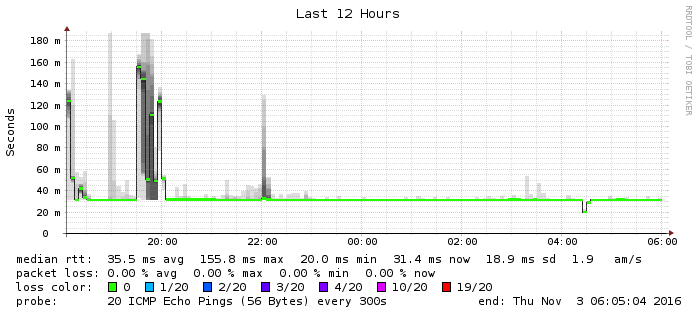 Last 12 Hours
RRDTOOL / TOBI OETIKER
Seconds
180 m
160 m
140 m
120 m
100 m
80 m
60 m
40 m
20 m
0
20:00 22:00 00:00 02:00 04:00 06:00
median rtt: 35.5 ms avg 155.8 ms max 20.0 ms min 31.4 ms now 18.9 ms sd 1.9 am/s
packet loss: 0.00 % avg 0.00 % max 0.00 % min 0.00 % now
loss color: 0 1/20 2/20 3/20 4/20 10/20 19/20
probe: 20 ICMP Echo Pings (56 Bytes) every 300s end: Thu Nov 3 06:05:04 2016